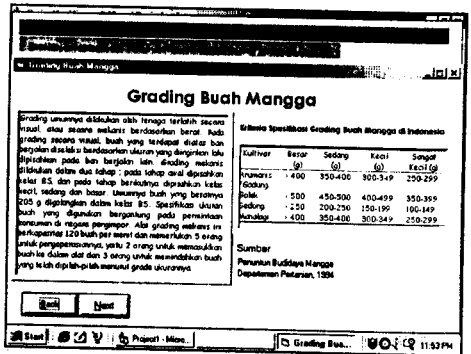 Grading Buah Mangga
Grading Buah Mangga
Grading umumnya dilakukan oleh tenaga terlatih secara
visual, atau secara mekanis berdasarkan berat. Pada
grading secara visual, buah yang terdapat diatas ban
berjalan diseleksi berdasarkan ukuran yang diinginkan lalu
dipisahkan pada ban berjalan lain. Grading mekanis
dilakukan dalam dua tahap : pada tahap awal dipisahkan
kelas BS, dan pada tahap berikutnya dipisahkan kelas
kecil, sedang dan besar. Umumnya buah yang beratnya
205 g digolongkan dalam kelas BS. Spesifikasi ukuran
buah yang digunakan bergantung pada permintaan
konsumen di negara pengimpor. Alat grading mekanis ini
berkapasitas 120 buah per menit dan memerlukan 5 orang
untuk pengoperasiannya, yaitu 2 orang untuk memasukkan
buah ke dalam alat dan 3 orang untuk memindahkan buah
yang telah dipilah-pilah menurut grade ukurannya.
Kriteria Spesifikasi Grading Buah Mangga di Indonesia
Kultivar Besar (g) Sedang (g) Kecil (g) Sangat Kecil (g)
Arumanis > 400 350-400 300-349 250-299
*Gadung
Golek > 500 450-500 400-499 350-399
Gedong > 250 200-250 150-199 100-149
Manalagi > 400 350-400 300-349 250-299
Sumber
Penuntun Budidaya Mangga
Departemen Pertanian, 1994
Back Next
Start Project1 - Micro... Grading Bua... 11:53 PM